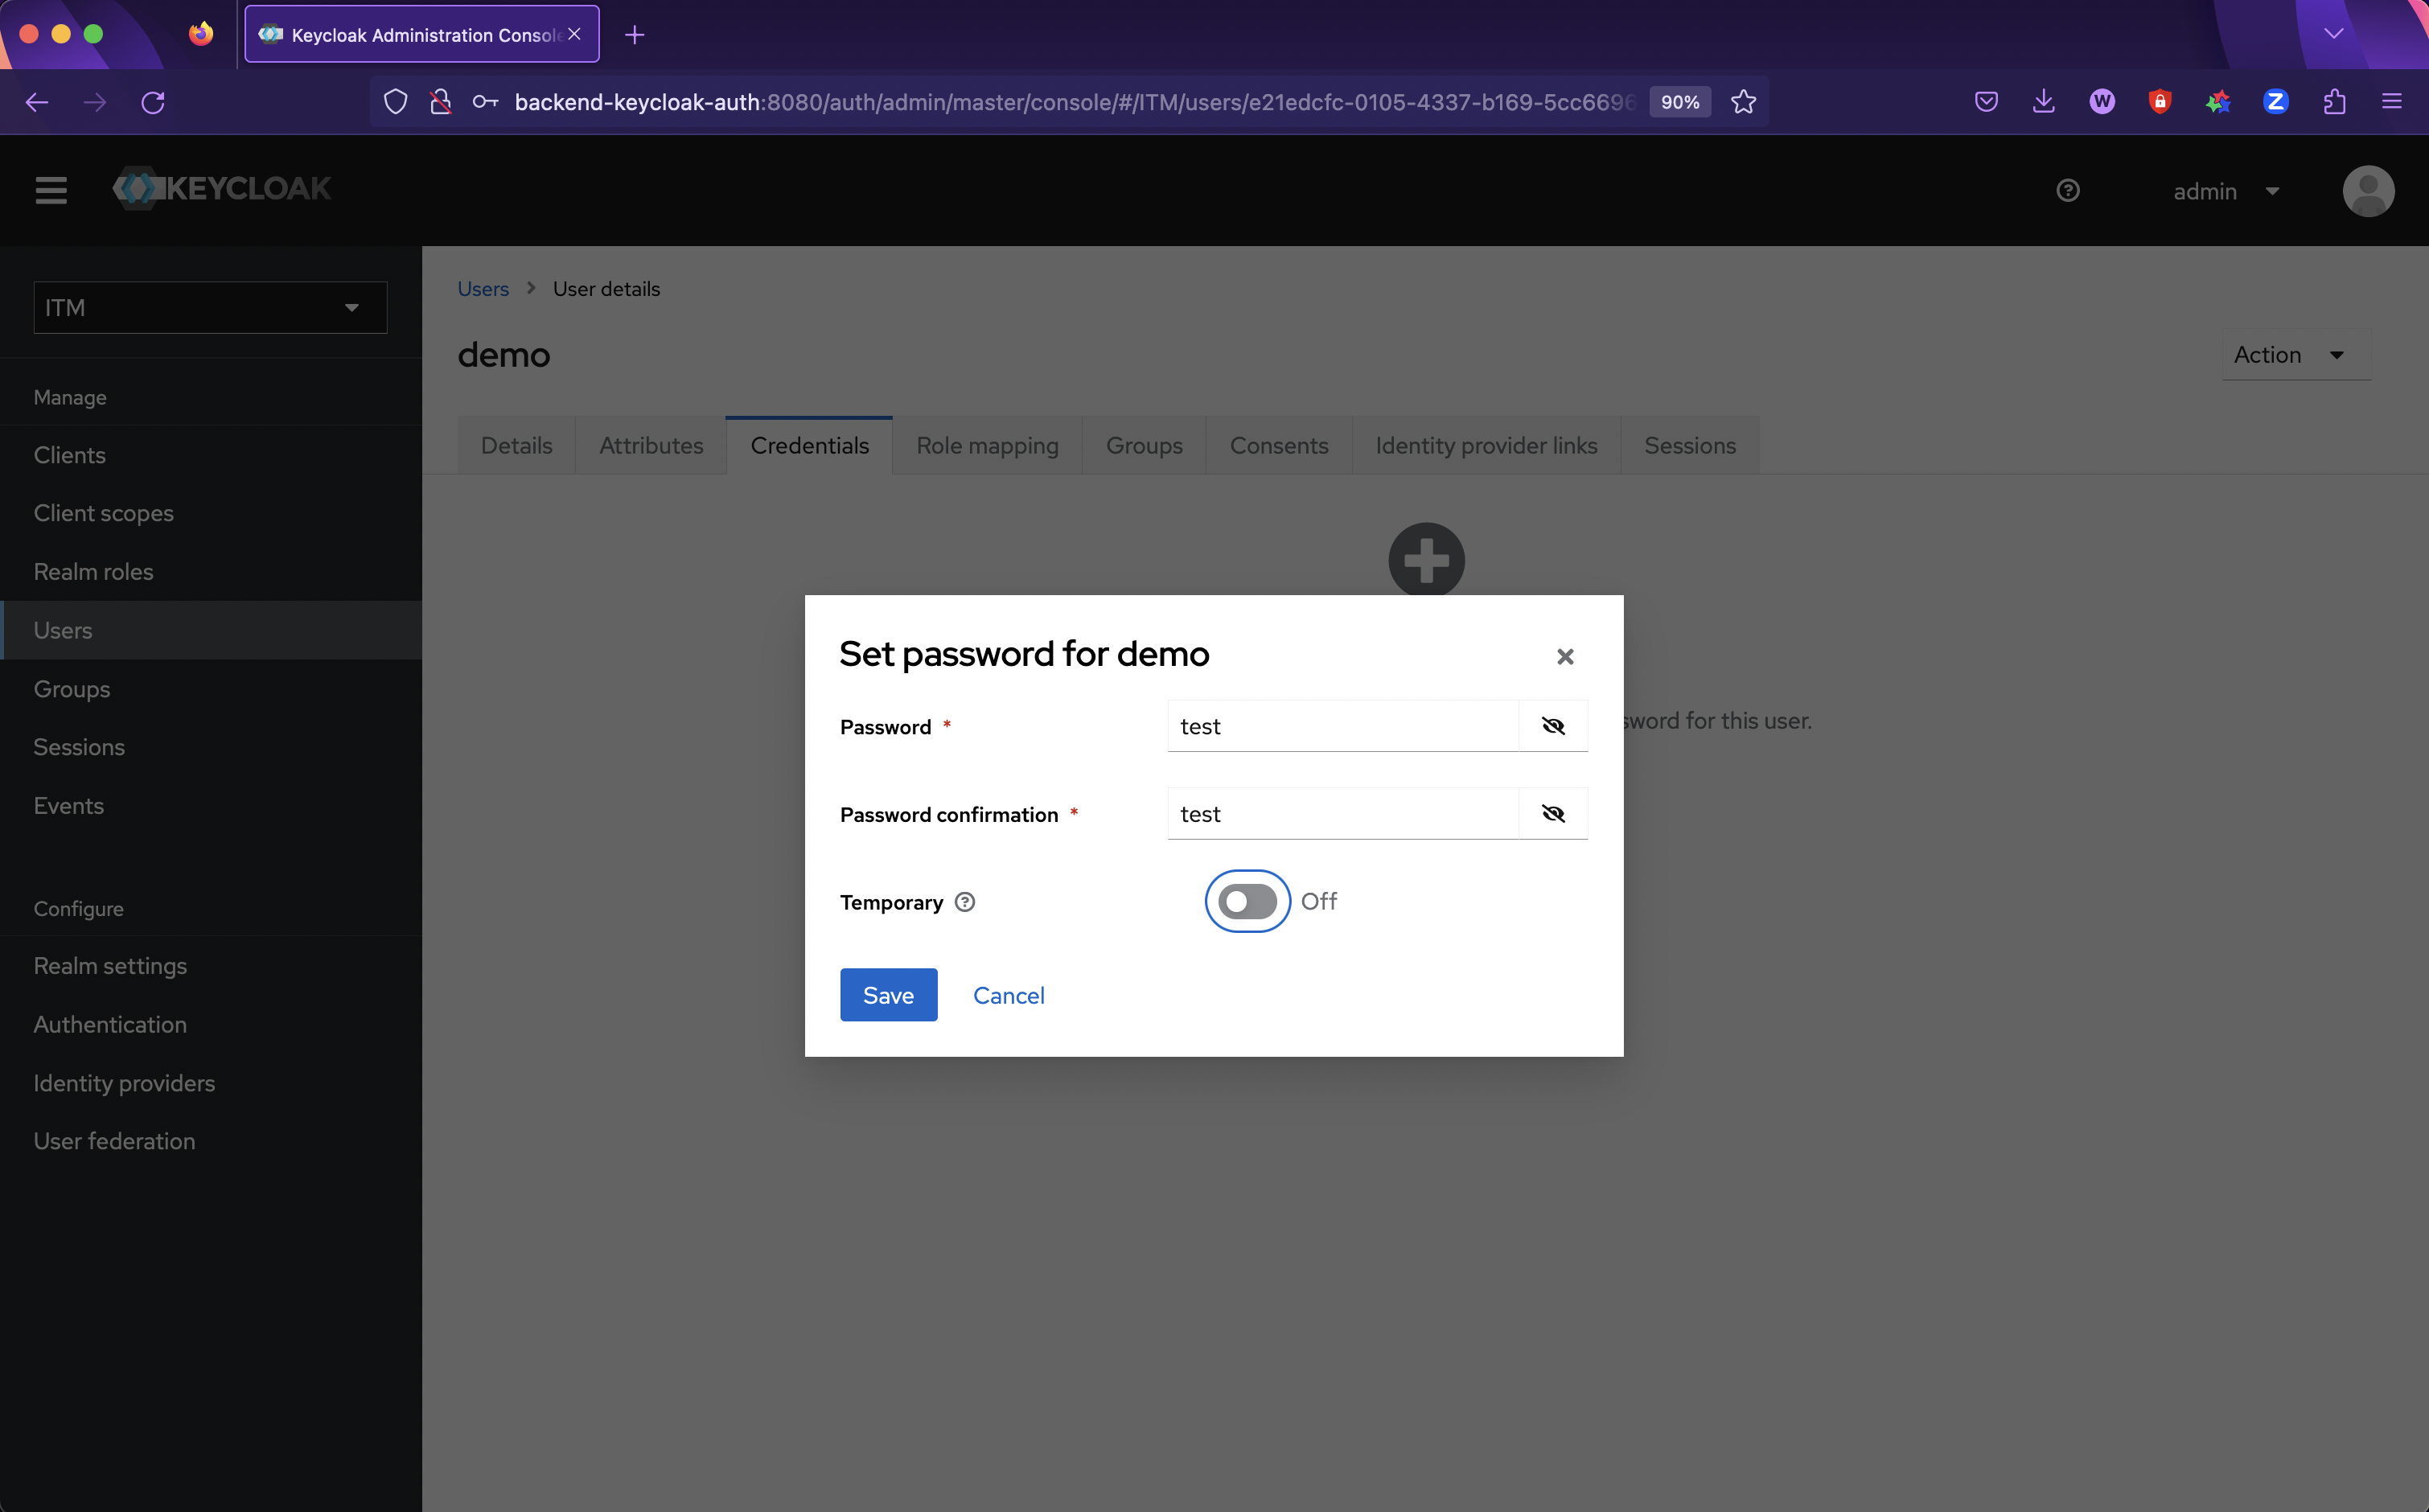 Keycloak Administration Console
backend-keycloak-auth:8080/auth/admin/master/console/#/ITM/users/e21edcfc-0105-4337-b169-5cc6696
90%
KEYCLOAK
admin
ITM
Manage
Clients
Client scopes
Realm roles
Users
Groups
Sessions
Events
Configure
Realm settings
Authentication
Identity providers
User federation
Users > User details
demo
Action
Details Attributes Credentials Role mapping Groups Consents Identity provider links Sessions
for this user.
Set password for demo
Password *
test
Password confirmation *
test
Temporary
Off
Save Cancel